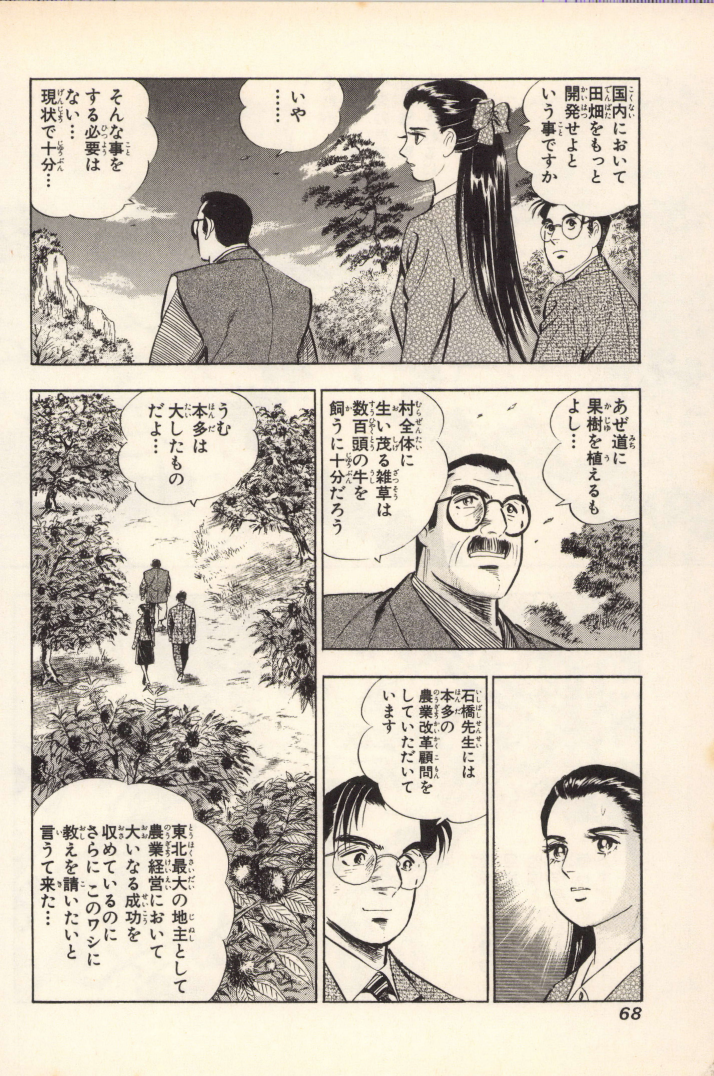 国内において
田畑をもっと
開発せよと
いう事ですか
いや
……
そんな事を
する必要は
ない…
現状で十分…
あぜ道に
果樹を植えるも
よし…
村全体に
生い茂る雑草は
数百頭の牛を
飼うに十分だろう
石橋先生には
本多の
農業改革顧問を
していただいて
います
うむ
本多は
大したもの
だよ…
東北最大の地主として
農業経営において
大いなる成功を
収めているのに
さらに このワシに
教えを請いたいと
言うて来た…
68